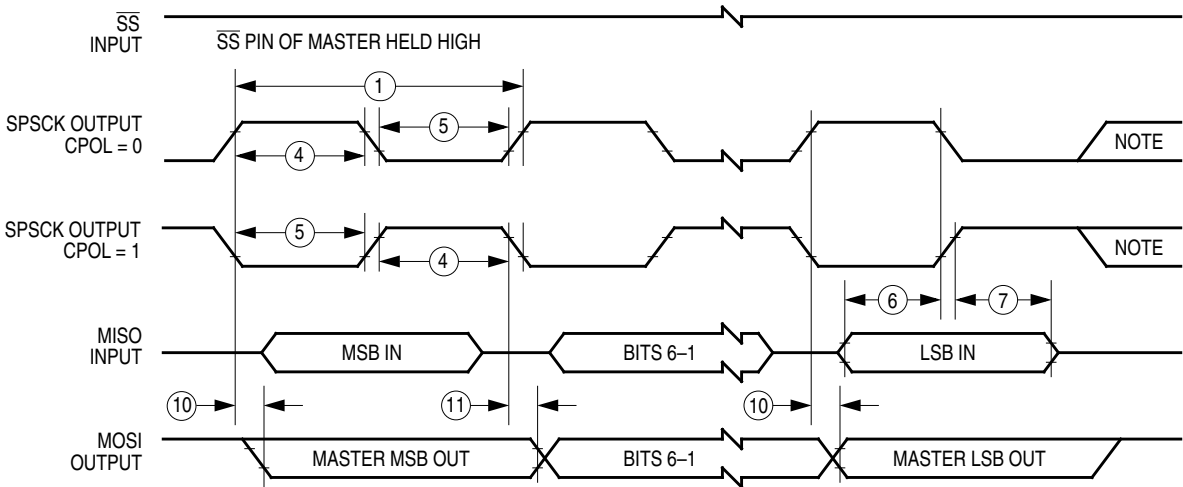 SS
INPUT
SS PIN OF MASTER HELD HIGH
1
SPSCK OUTPUT
CPOL = 0
5
4
NOTE
SPSCK OUTPUT
CPOL = 1
5
4
NOTE
6
7
MISO
INPUT
MSB IN
BITS 6–1
LSB IN
10
11
10
MOSI
OUTPUT
MASTER MSB OUT
BITS 6–1
MASTER LSB OUT